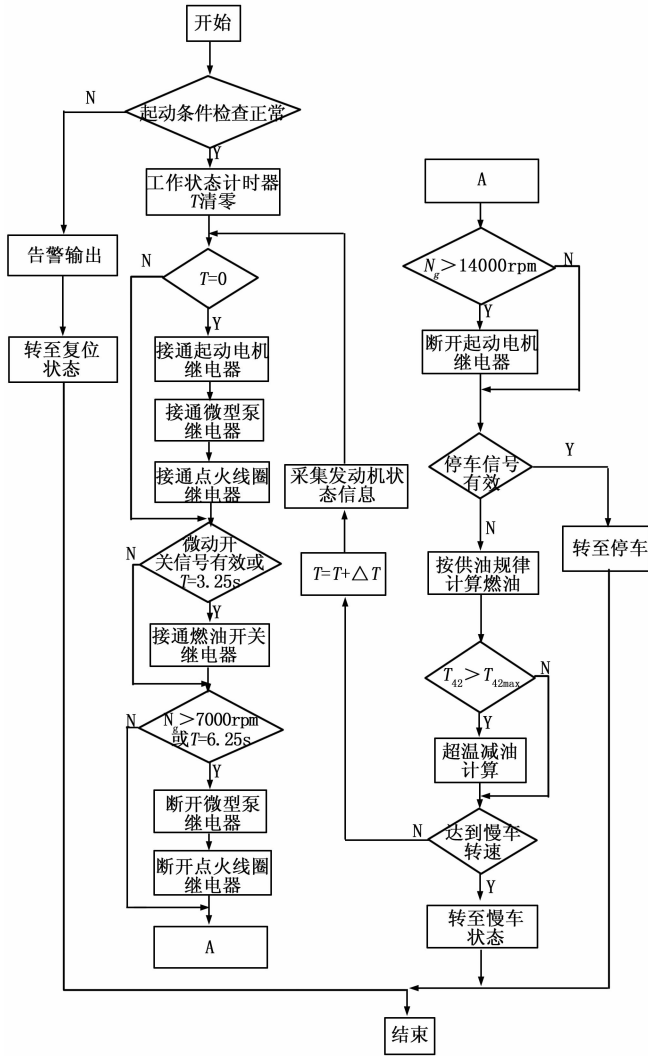 开始
N
起动条件检查正常
Y
工作状态计时器
T清零
告警输出
转至复位
状态
N
T=0
Y
接通起动电机
继电器
接通微型泵
继电器
接通点火线圈
继电器
N
微动开
关信号有效或
T=3.25s
Y
接通燃油开关
继电器
N
Ng＞7000rpm
或T=6.25s
Y
断开微型泵
继电器
断开点火线圈
继电器
A
采集发动机状
态信息
T=T+△T
A
Ng＞14000rpm
N
Y
断开起动电机
继电器
停车信号
有效
Y
N
转至停车
按供油规律
计算燃油
T42＞T42max
N
Y
超温减油
计算
N
达到慢车
转速
Y
转至慢车
状态
结束